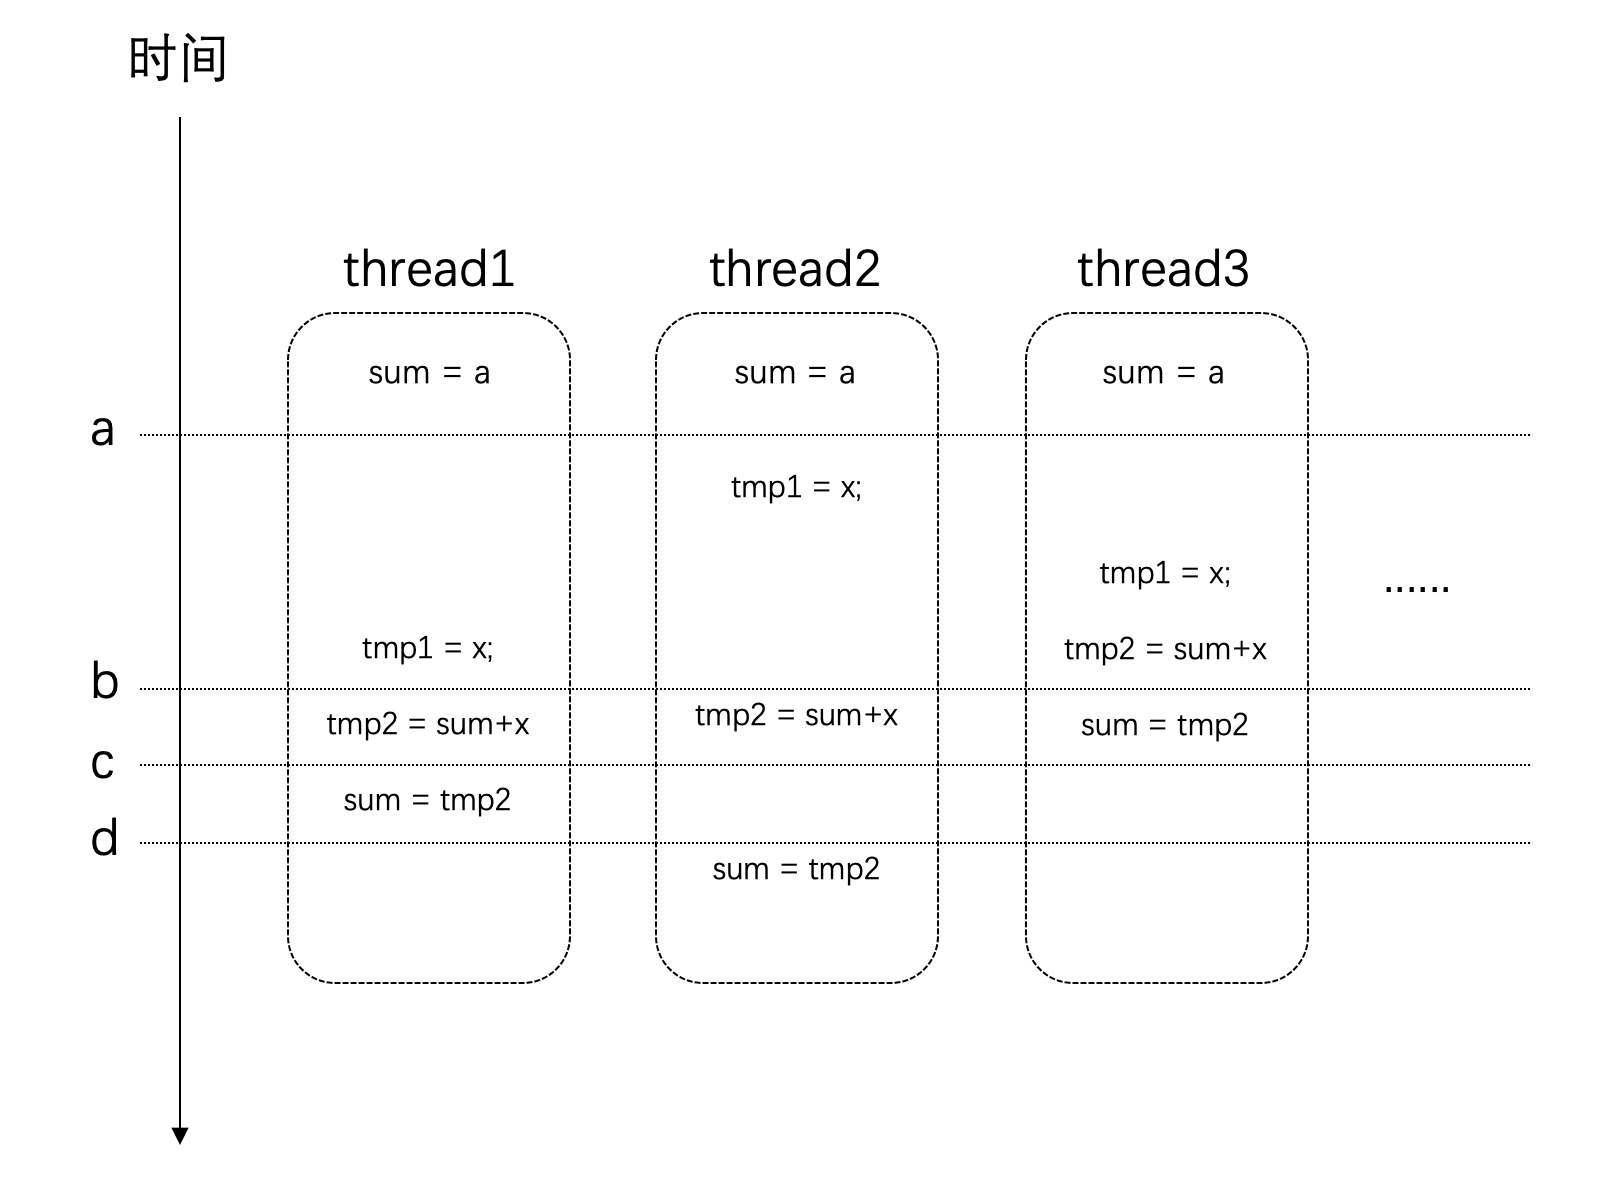 时间
thread1
thread2
thread3
sum = a
sum = a
sum = a
a
tmp1 = x;
tmp1 = x;
......
tmp1 = x;
tmp2 = sum+x
b
tmp2 = sum+x
tmp2 = sum+x
sum = tmp2
c
sum = tmp2
d
sum = tmp2